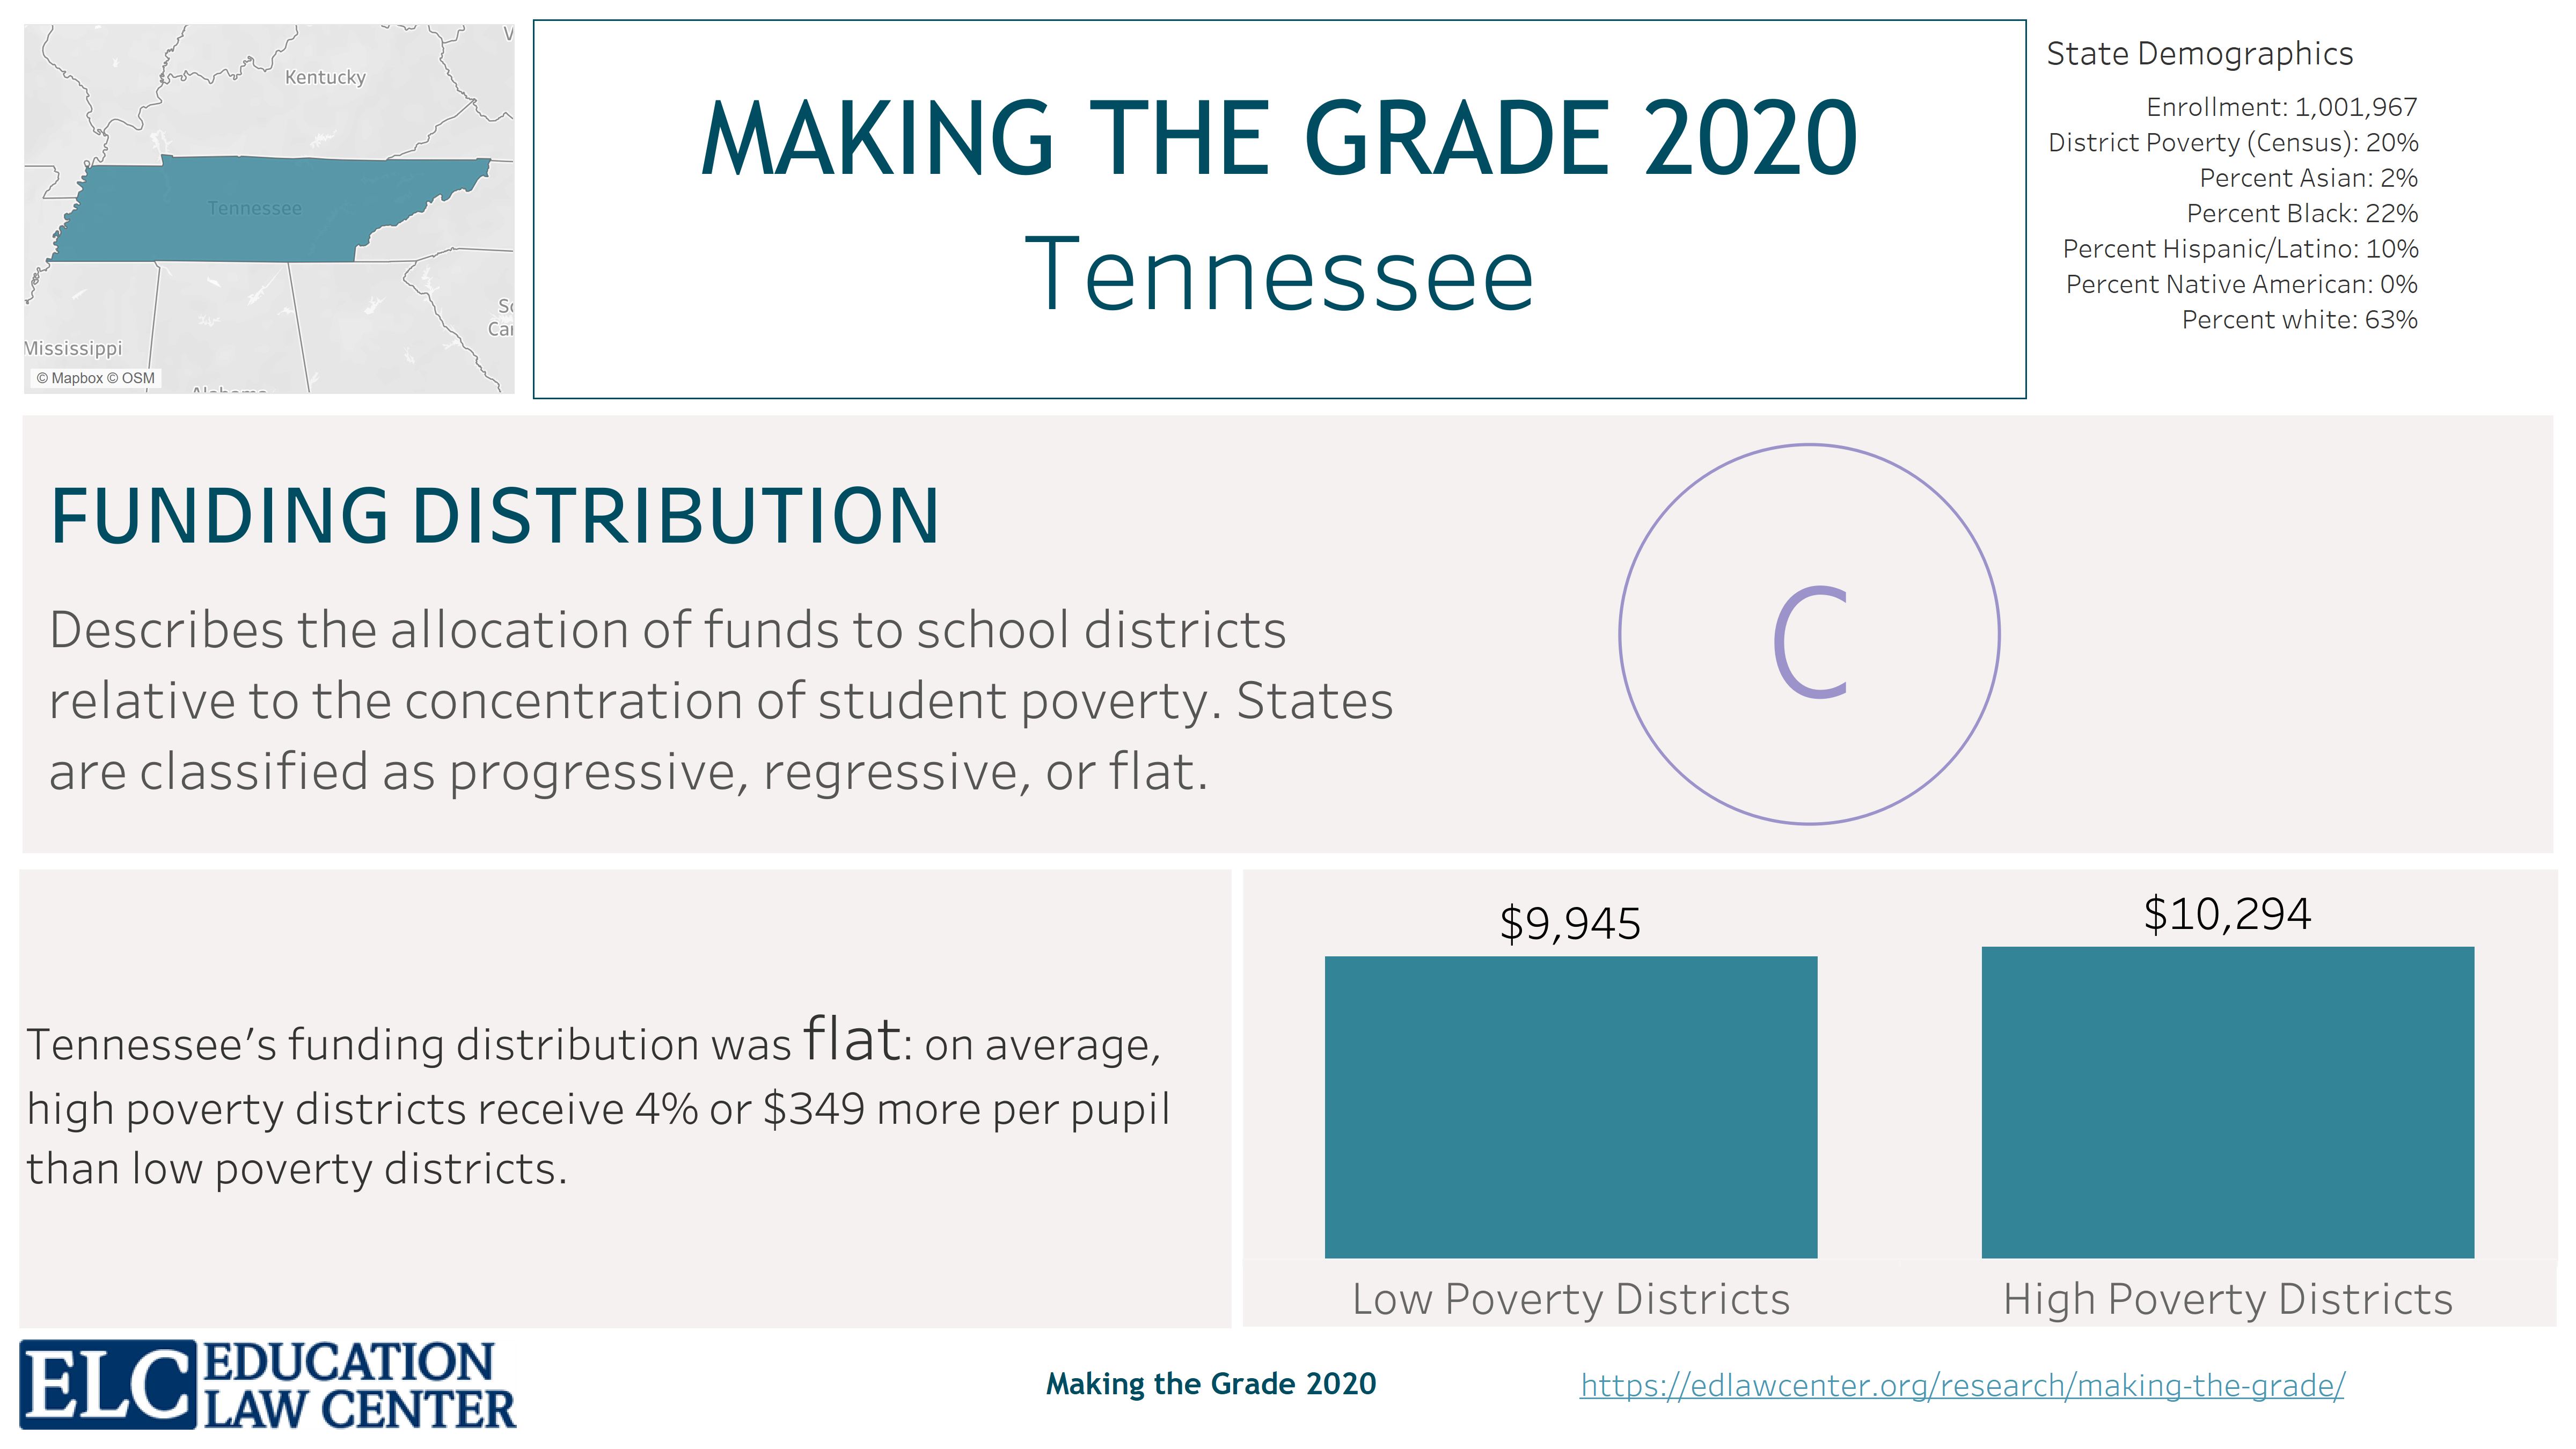 Kentucky
Tennessee
Mississippi
© Mapbox © OSM
MAKING THE GRADE 2020
Tennessee
State Demographics
Enrollment: 1,001,967
District Poverty (Census): 20%
Percent Asian: 2%
Percent Black: 22%
Percent Hispanic/Latino: 10%
Percent Native American: 0%
Percent white: 63%
FUNDING DISTRIBUTION
Describes the allocation of funds to school districts
relative to the concentration of student poverty. States
are classified as progressive, regressive, or flat.
C
Tennessee’s funding distribution was flat: on average,
high poverty districts receive 4% or $349 more per pupil
than low poverty districts.
$9,945
$10,294
Low Poverty Districts
High Poverty Districts
ELC EDUCATION
LAW CENTER
Making the Grade 2020
https://edlawcenter.org/research/making-the-grade/